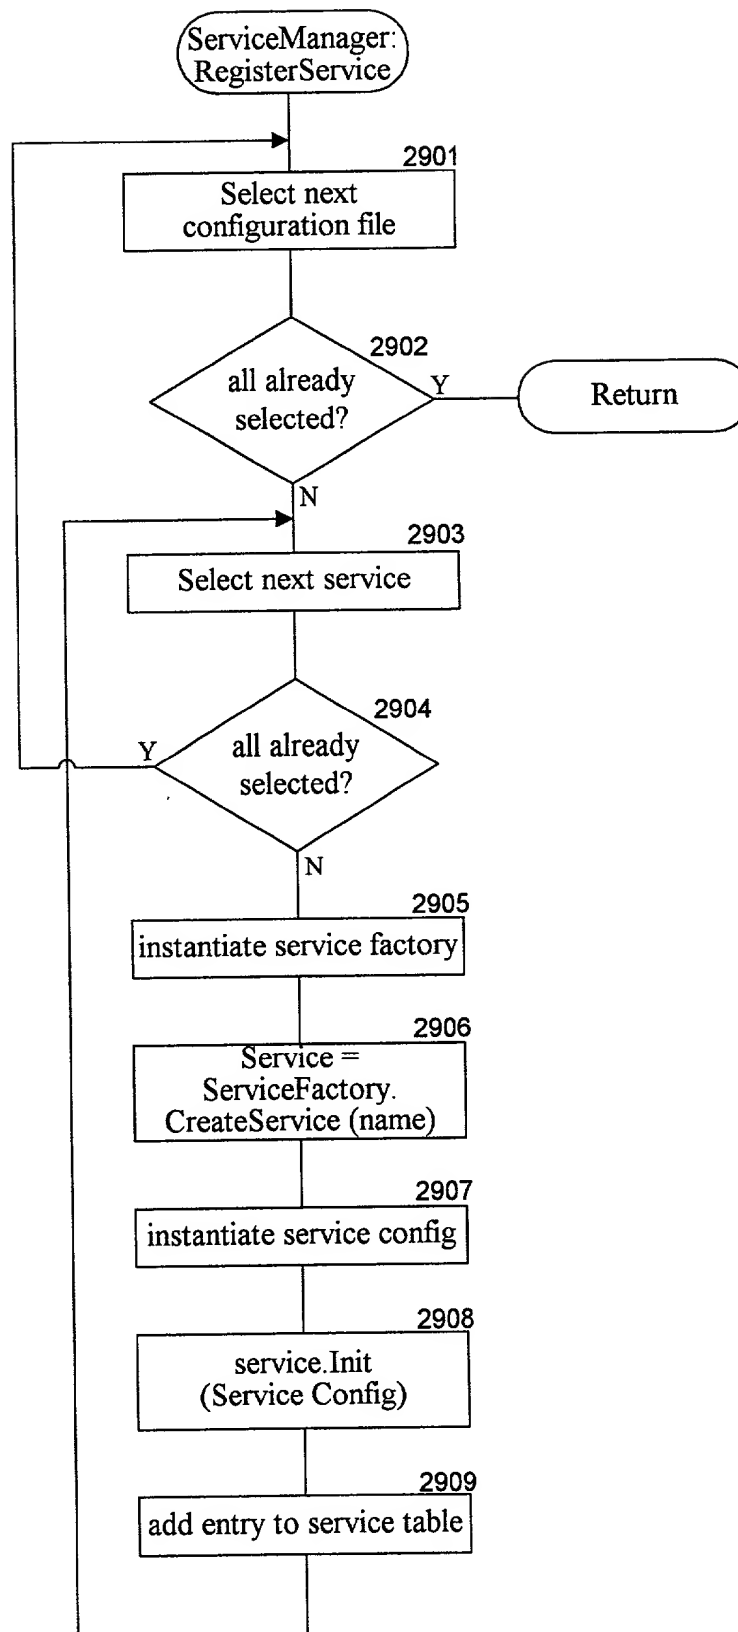 ServiceManager:
RegisterService
2901
Select next
configuration file
2902
all already
selected?
Y
Return
N
2903
Select next service
2904
Y
all already
selected?
N
2905
instantiate service factory
2906
Service =
ServiceFactory.
CreateService (name)
2907
instantiate service config
2908
service.Init
(Service Config)
2909
add entry to service table